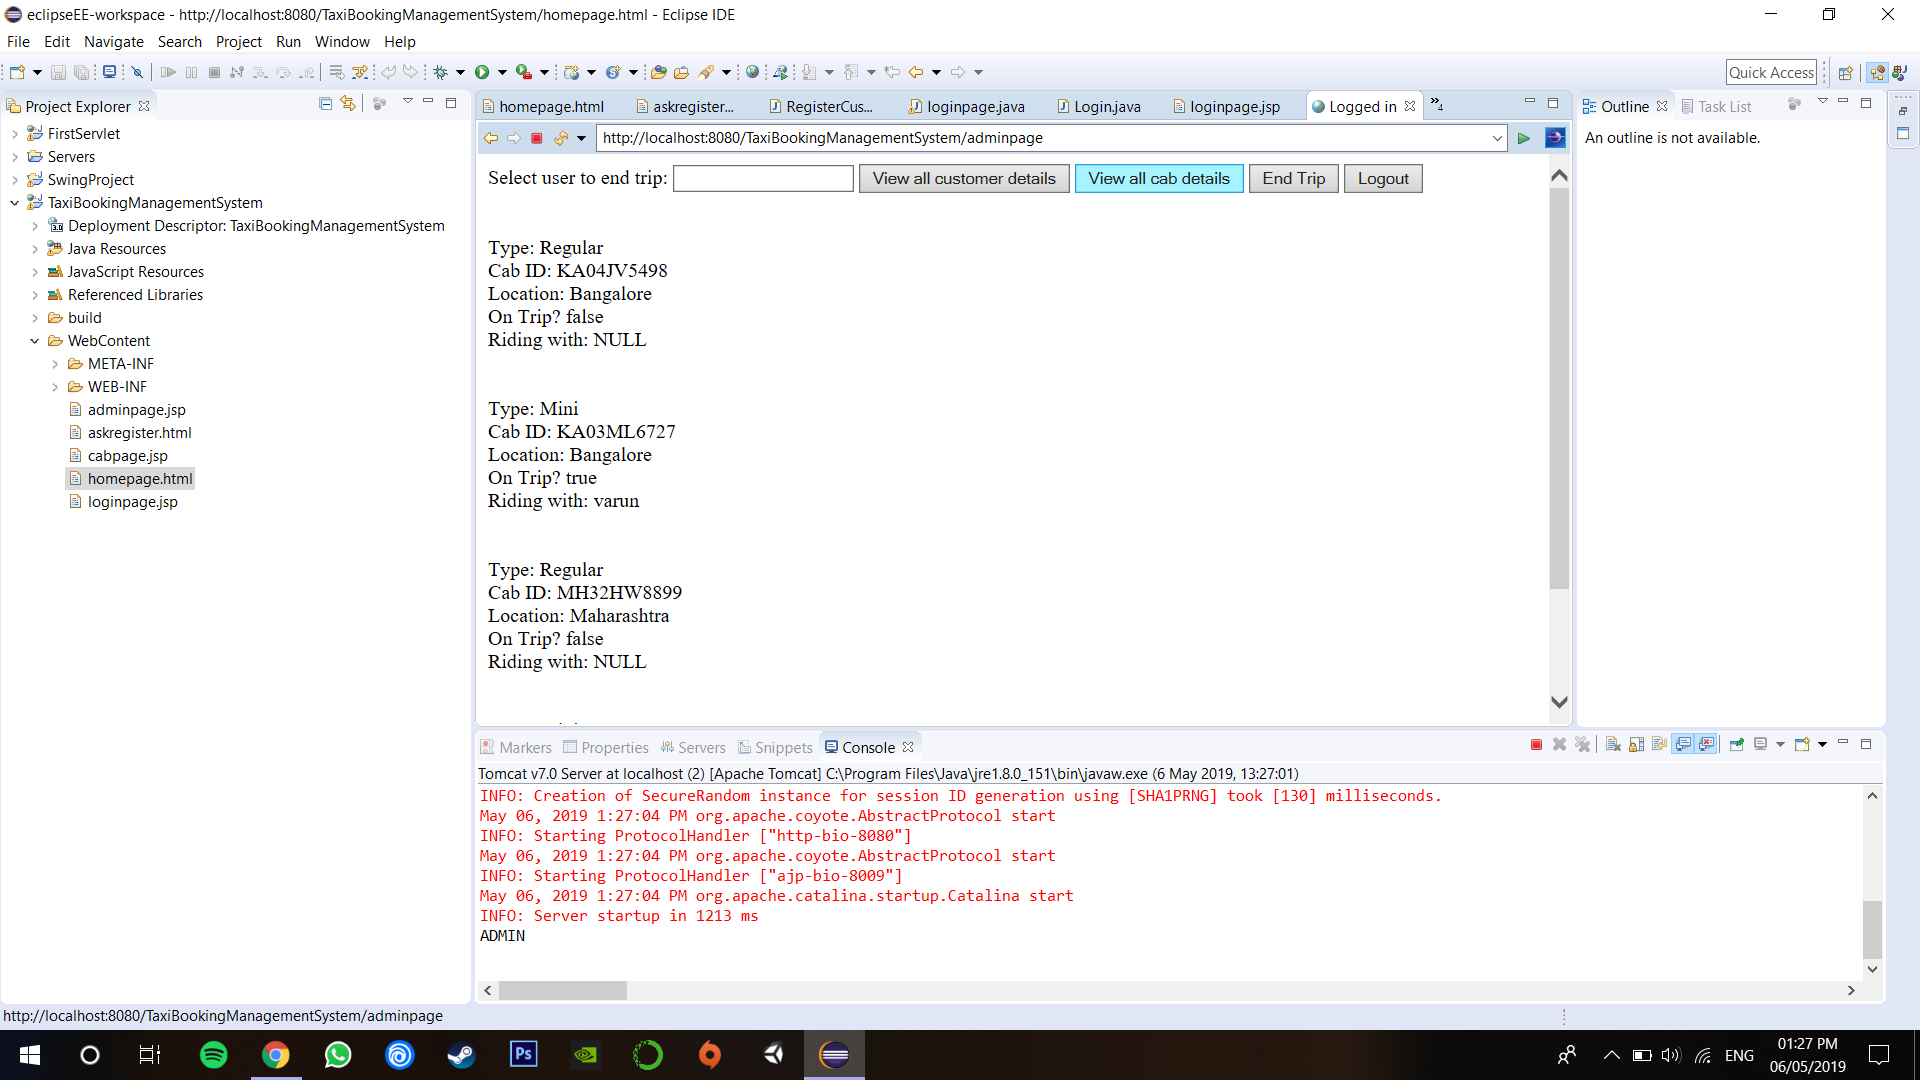 eclipseEE-workspace - http://localhost:8080/TaxiBookingManagementSystem/homepage.html - Eclipse IDE
File Edit Navigate Search Project Run Window Help
Quick Access
Project Explorer
FirstServlet
Servers
SwingProject
TaxiBookingManagementSystem
Deployment Descriptor: TaxiBookingManagementSystem
Java Resources
JavaScript Resources
Referenced Libraries
build
WebContent
META-INF
WEB-INF
adminpage.jsp
askregister.html
cabpage.jsp
homepage.html
loginpage.jsp
homepage.html askregister... RegisterCus... loginpage.java Login.java loginpage.jsp Logged in »4
http://localhost:8080/TaxiBookingManagementSystem/adminpage
Select user to end trip: View all customer details View all cab details End Trip Logout
Type: Regular
Cab ID: KA04JV5498
Location: Bangalore
On Trip? false
Riding with: NULL
Type: Mini
Cab ID: KA03ML6727
Location: Bangalore
On Trip? true
Riding with: varun
Type: Regular
Cab ID: MH32HW8899
Location: Maharashtra
On Trip? false
Riding with: NULL
Outline Task List
An outline is not available.
Markers Properties Servers Snippets Console
Tomcat v7.0 Server at localhost (2) [Apache Tomcat] C:\Program Files\Java\jre1.8.0_151\bin\javaw.exe (6 May 2019, 13:27:01)
INFO: Creation of SecureRandom instance for session ID generation using [SHA1PRNG] took [130] milliseconds.
May 06, 2019 1:27:04 PM org.apache.coyote.AbstractProtocol start
INFO: Starting ProtocolHandler ["http-bio-8080"]
May 06, 2019 1:27:04 PM org.apache.coyote.AbstractProtocol start
INFO: Starting ProtocolHandler ["ajp-bio-8009"]
May 06, 2019 1:27:04 PM org.apache.catalina.startup.Catalina start
INFO: Server startup in 1213 ms
ADMIN
http://localhost:8080/TaxiBookingManagementSystem/adminpage
Ps
ENG
01:27 PM
06/05/2019